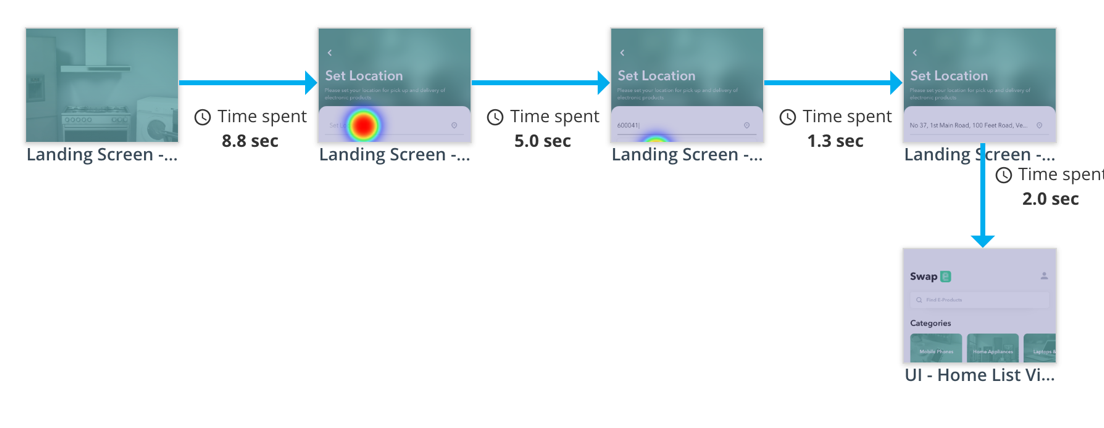 Set Location
Please set your location for pick up and delivery of
electronic products.
Landing Screen -...
Time spent
8.8 sec
Landing Screen -...
Time spent
5.0 sec
Set Location
Please set your location for pick up and delivery of
electronic products.
600041
Landing Screen -...
Time spent
1.3 sec
Set Location
Please set your location for pick up and delivery of
electronic products.
No 37, 1st Main Road, 100 Feet Road, Ve...
Landing Screen -...
Time spent
2.0 sec
Swap
Find E-Products
Categories
Mobile Phones
Home Appliances
Laptops
UI - Home List Vi...